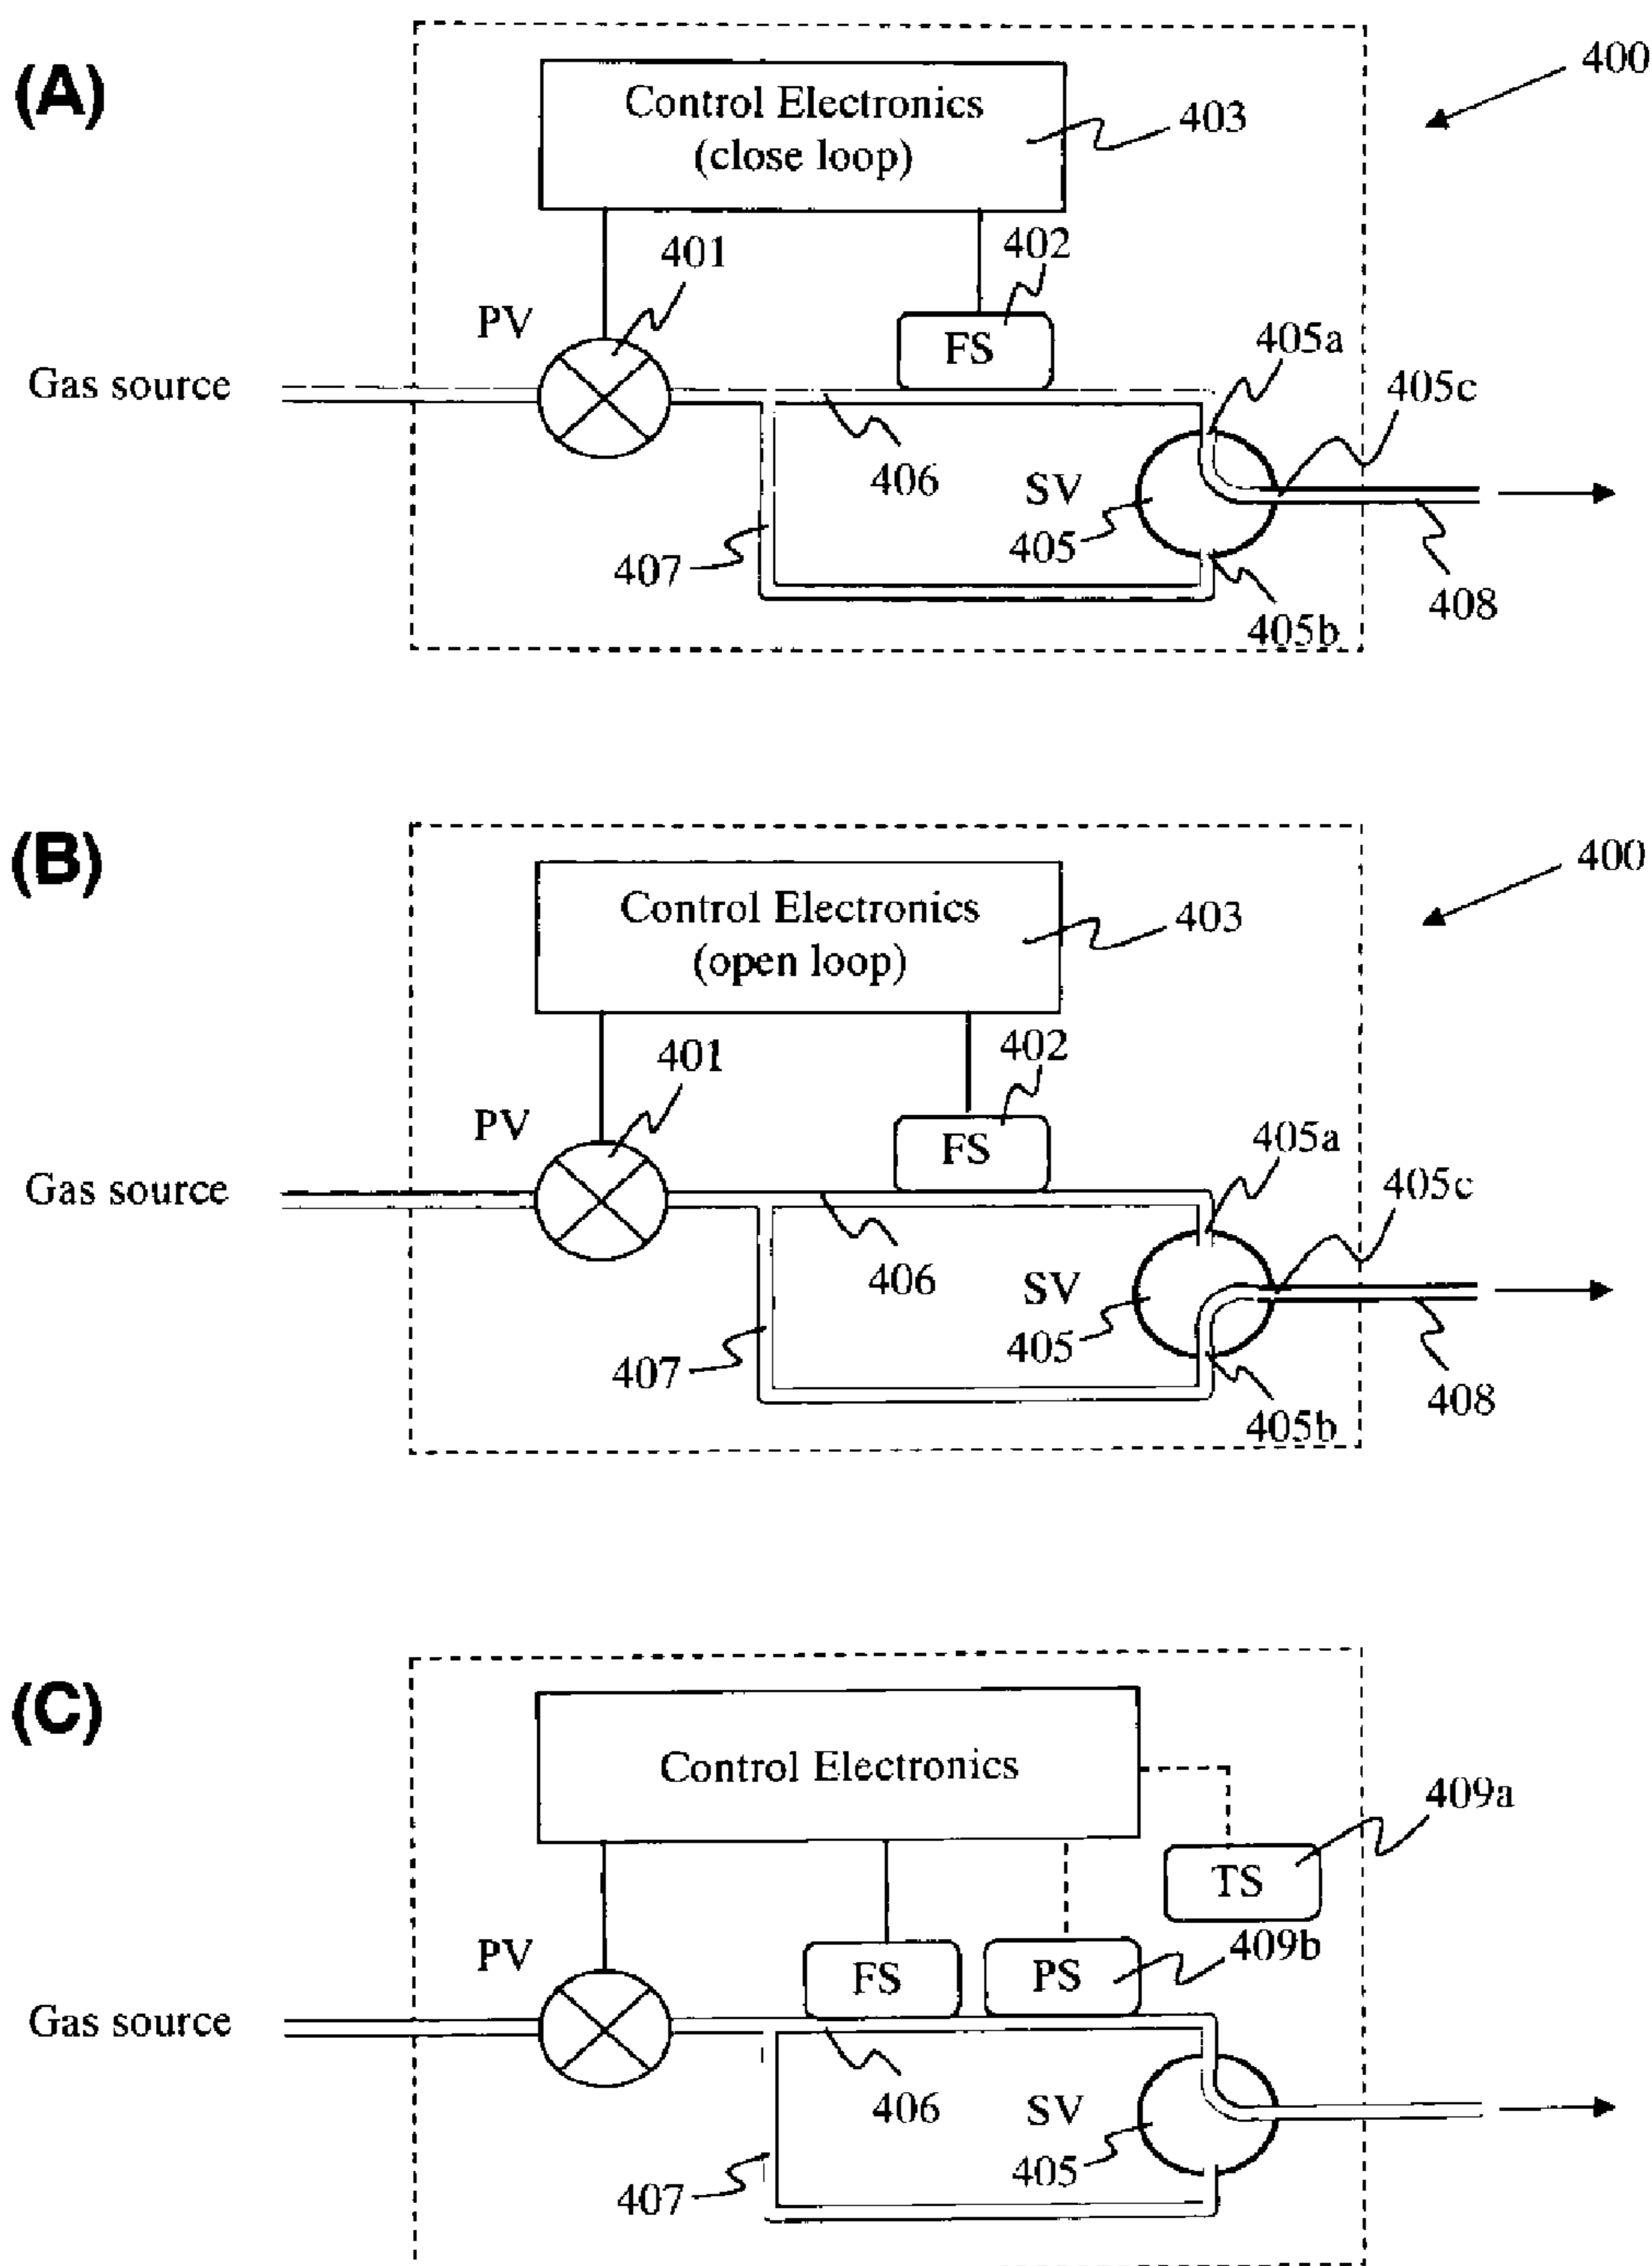 (A)
400
Control Electronics
(close loop)
403
401
402
PV
FS
405a
Gas source
405c
406
SV
405
407
408
405b
(B)
400
Control Electronics
(open loop)
403
401
402
PV
FS
405a
Gas source
405c
406
SV
405
407
408
405b
(C)
Control Electronics
409a
TS
PV
FS
PS
409b
Gas source
406
SV
405
407